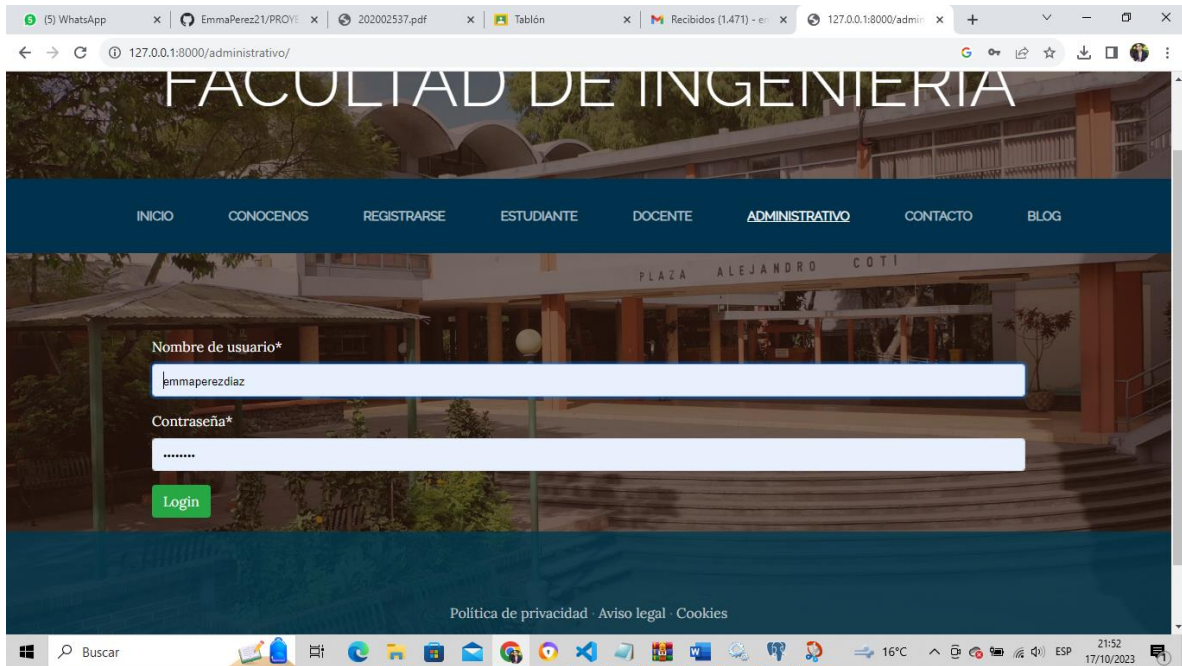 (5) WhatsApp
EmmaPerez21/PROYE
202002537.pdf
Tablón
Recibidos (1.471) - en
127.0.0.1:8000/admin
127.0.0.1:8000/administrativo/
FACULTAD DE INGENIERIA
INICIO CONOCENOS REGISTRARSE ESTUDIANTE DOCENTE ADMINISTRATIVO CONTACTO BLOG
PLAZA ALEJANDRO COTI
Nombre de usuario*
emmaperezdiaz
Contraseña*
Login
Política de privacidad · Aviso legal · Cookies
Buscar
16°C
ESP
21:52
17/10/2023